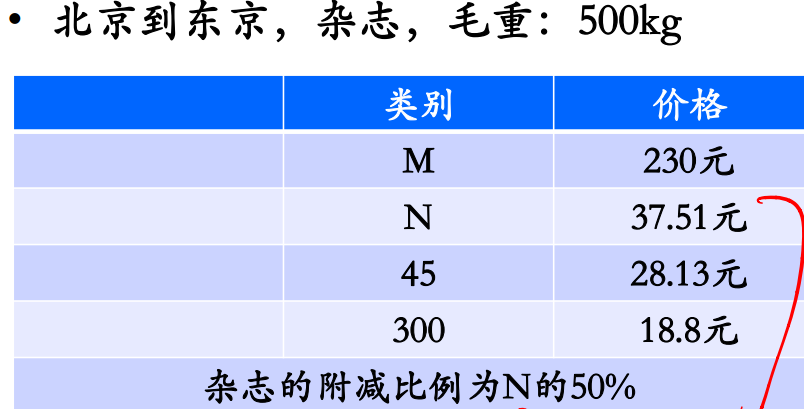 • 北京到东京，杂志，毛重：500kg
类别 价格
M 230元
N 37.51元
45 28.13元
300 18.8元
杂志的附减比例为N的50%